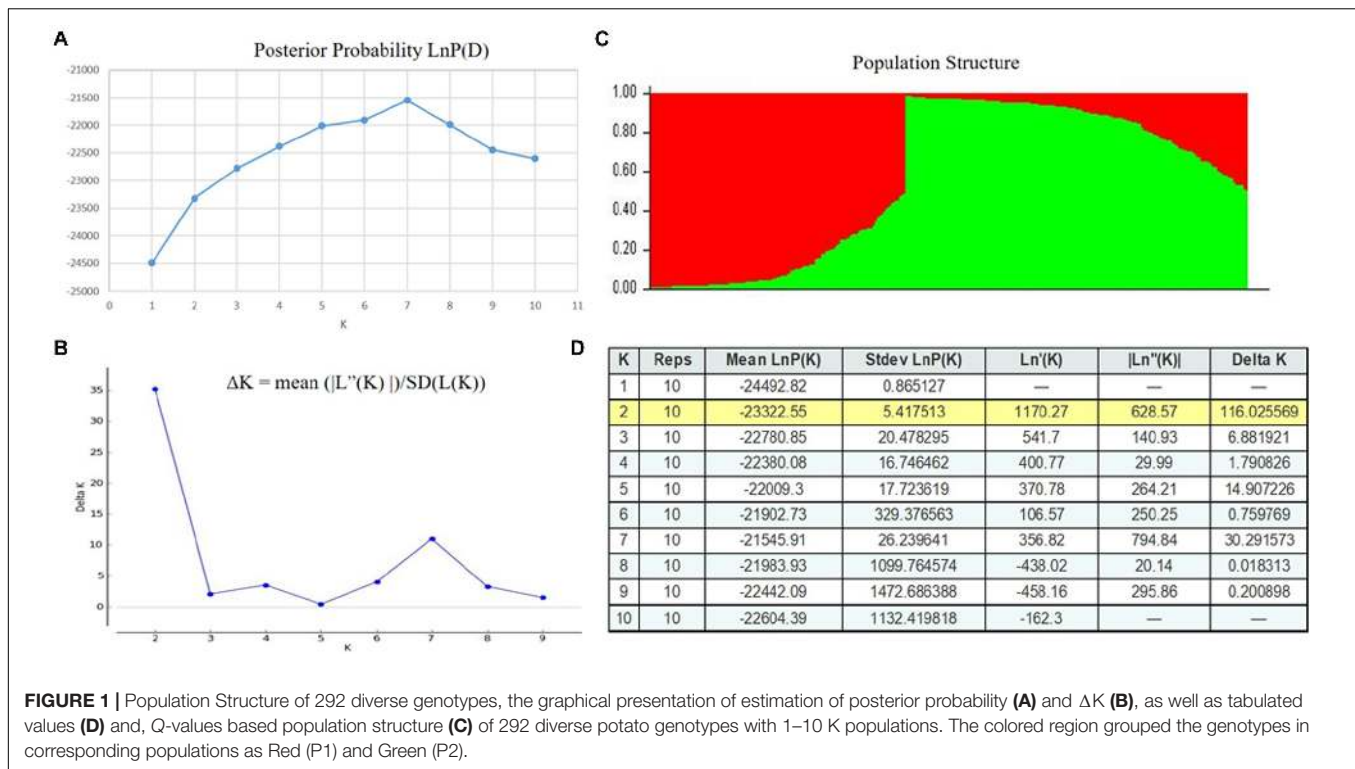 A
Posterior Probability LnP(D)
-21000
-21500
-22000
-22500
-23000
-23500
-24000
-24500
-25000
0 1 2 3 4 5 6 7 8 9 10 11
K
B
ΔK = mean (|L"(K) |)/SD(L(K))
35
30
25
20
15
10
5
0
Delta K
2 3 4 5 6 7 8 9
K
C
Population Structure
1.00
0.80
0.60
0.40
0.20
0.00
D
K Reps Mean LnP(K) Stdev LnP(K) Ln'(K) |Ln"(K)| Delta K
1 10 -24492.82 0.865127 — — —
2 10 -23322.55 5.417513 1170.27 628.57 116.025569
3 10 -22780.85 20.478295 541.7 140.93 6.881921
4 10 -22380.08 16.746462 400.77 29.99 1.790826
5 10 -22009.3 17.723619 370.78 264.21 14.907226
6 10 -21902.73 329.376563 106.57 250.25 0.759769
7 10 -21545.91 26.239641 356.82 794.84 30.291573
8 10 -21983.93 1099.764574 -438.02 20.14 0.018313
9 10 -22442.09 1472.686388 -458.16 295.86 0.200898
10 10 -22604.39 1132.419818 -162.3 — —
FIGURE 1 | Population Structure of 292 diverse genotypes, the graphical presentation of estimation of posterior probability (A) and ΔK (B), as well as tabulated
values (D) and, Q-values based population structure (C) of 292 diverse potato genotypes with 1–10 K populations. The colored region grouped the genotypes in
corresponding populations as Red (P1) and Green (P2).